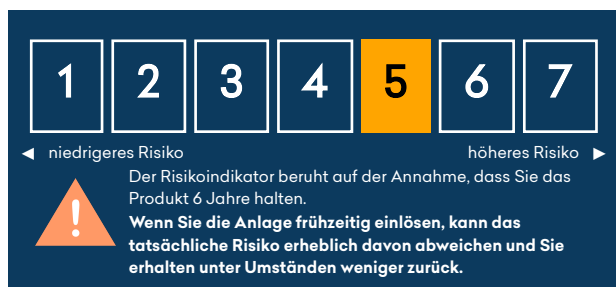 1 2 3 4 5 6 7
◄ niedrigeres Risiko höheres Risiko ►
Der Risikoindikator beruht auf der Annahme, dass Sie das
Produkt 6 Jahre halten.
Wenn Sie die Anlage frühzeitig einlösen, kann das
tatsächliche Risiko erheblich davon abweichen und Sie
erhalten unter Umständen weniger zurück.
!